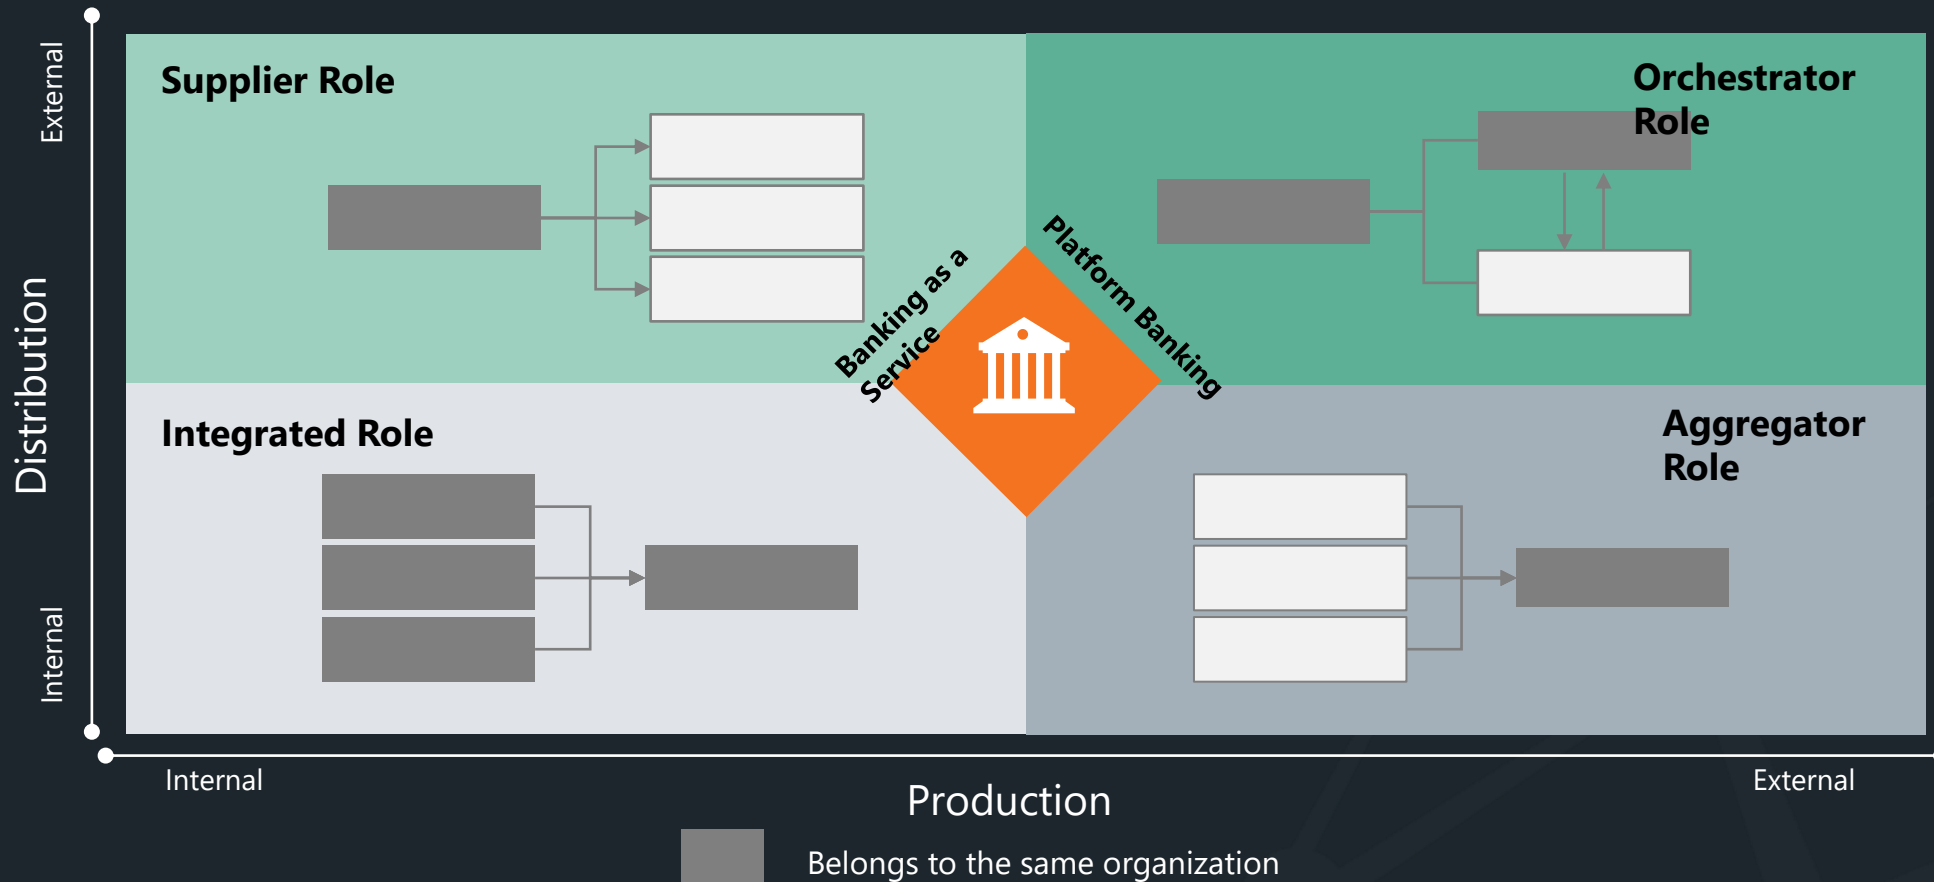 External
Supplier Role
Orchestrator
Role
Banking as a
Service
Platform Banking
Distribution
Integrated Role
Aggregator
Role
Internal
Internal
External
Production
Belongs to the same organization